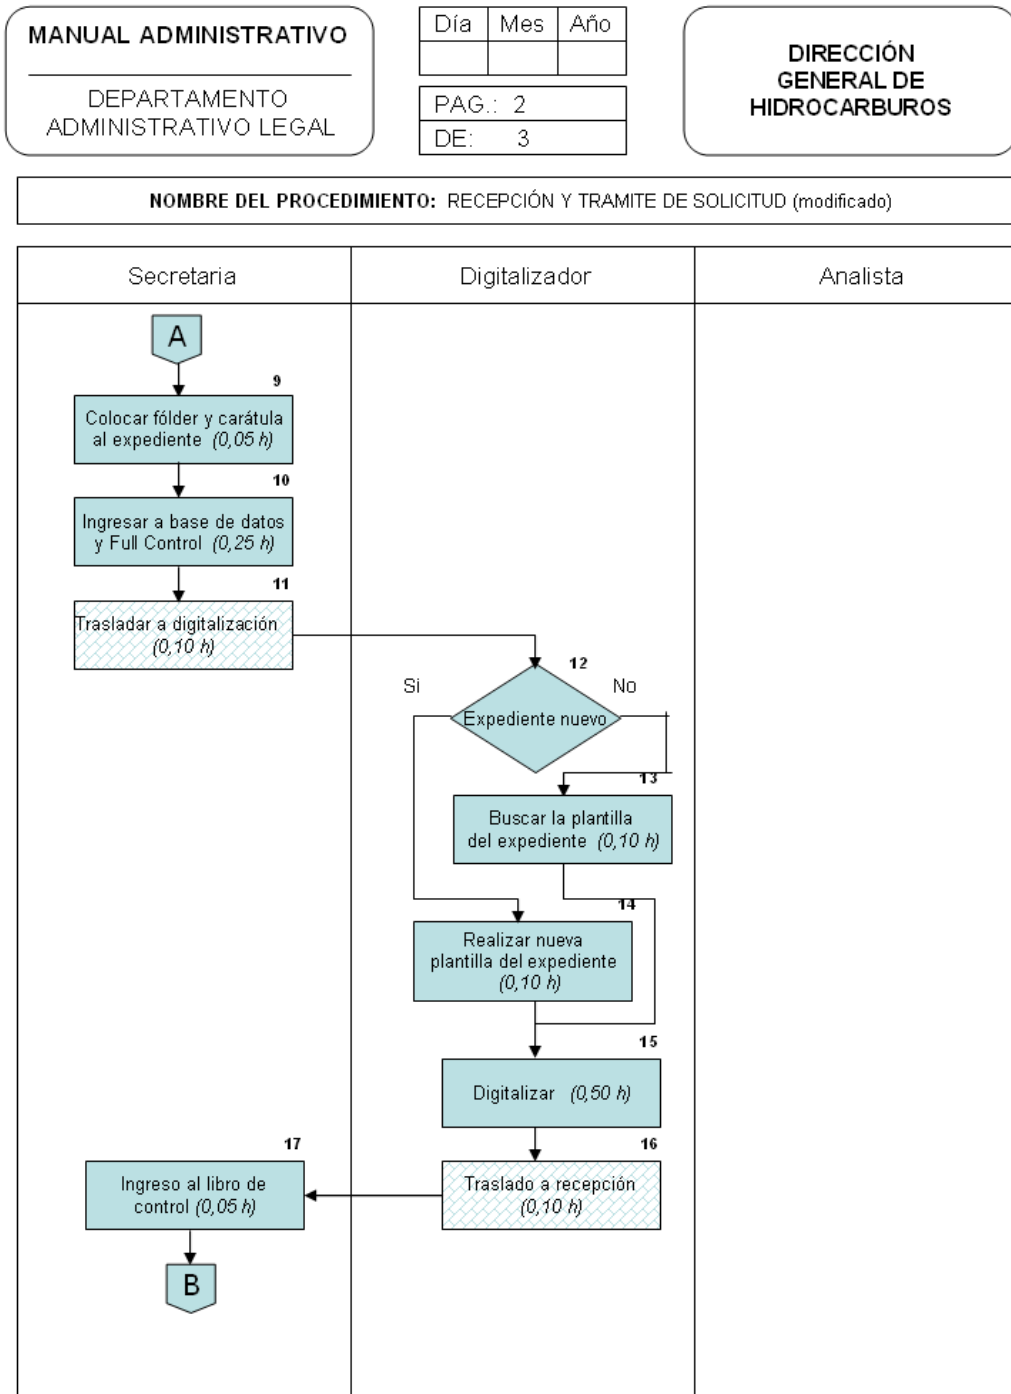 MANUAL ADMINISTRATIVO
DEPARTAMENTO
ADMINISTRATIVO LEGAL
Día Mes Año
PAG.: 2
DE: 3
DIRECCIÓN
GENERAL DE
HIDROCARBUROS
NOMBRE DEL PROCEDIMIENTO: RECEPCIÓN Y TRAMITE DE SOLICITUD (modificado)
Secretaria Digitalizador Analista
A
9
Colocar fólder y carátula
al expediente (0,05 h)
10
Ingresar a base de datos
y Full Control (0,25 h)
11
Trasladar a digitalización
(0,10 h)
12
Si No
Expediente nuevo
13
Buscar la plantilla
del expediente (0,10 h)
14
Realizar nueva
plantilla del expediente
(0,10 h)
15
Digitalizar (0,50 h)
16
Traslado a recepción
(0,10 h)
17
Ingreso al libro de
control (0,05 h)
B